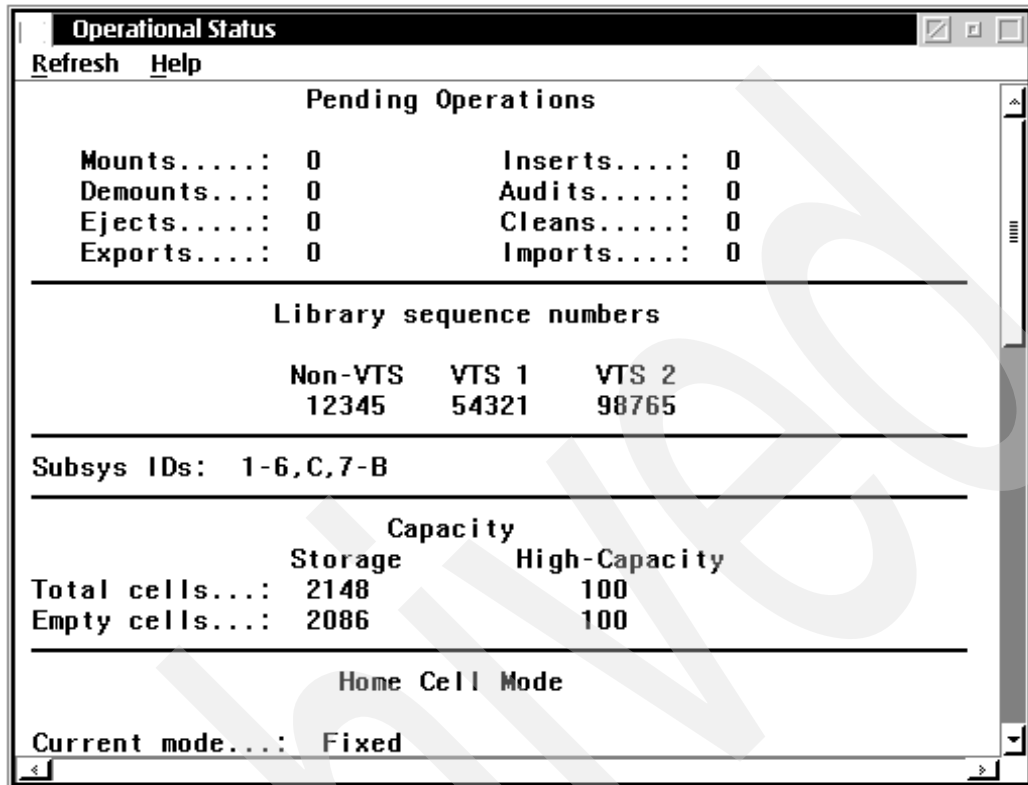 Operational Status
Refresh Help
Pending Operations
Mounts.....: 0 Inserts....: 0
Demounts...: 0 Audits.....: 0
Ejects.....: 0 Cleans.....: 0
Exports....: 0 Imports....: 0
Library sequence numbers
Non-VTS VTS 1 VTS 2
12345 54321 98765
Subsys IDs: 1-6,C,7-B
Capacity
Storage High-Capacity
Total cells...: 2148 100
Empty cells...: 2086 100
Home Cell Mode
Current mode...: Fixed
hived